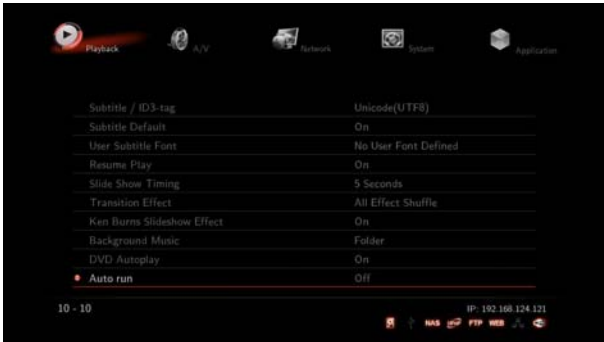 Playback
A/V
Network
System
Application
Subtitle / ID3-tag Unicode(UTF8)
Subtitle Default On
User Subtitle Font No User Font Defined
Resume Play On
Slide Show Timing 5 Seconds
Transition Effect All Effect Shuffle
Ken Burns Slideshow Effect On
Background Music Folder
DVD Autoplay On
Auto run Off
10 - 10 IP: 192.168.124.121
NAS FTP WEB